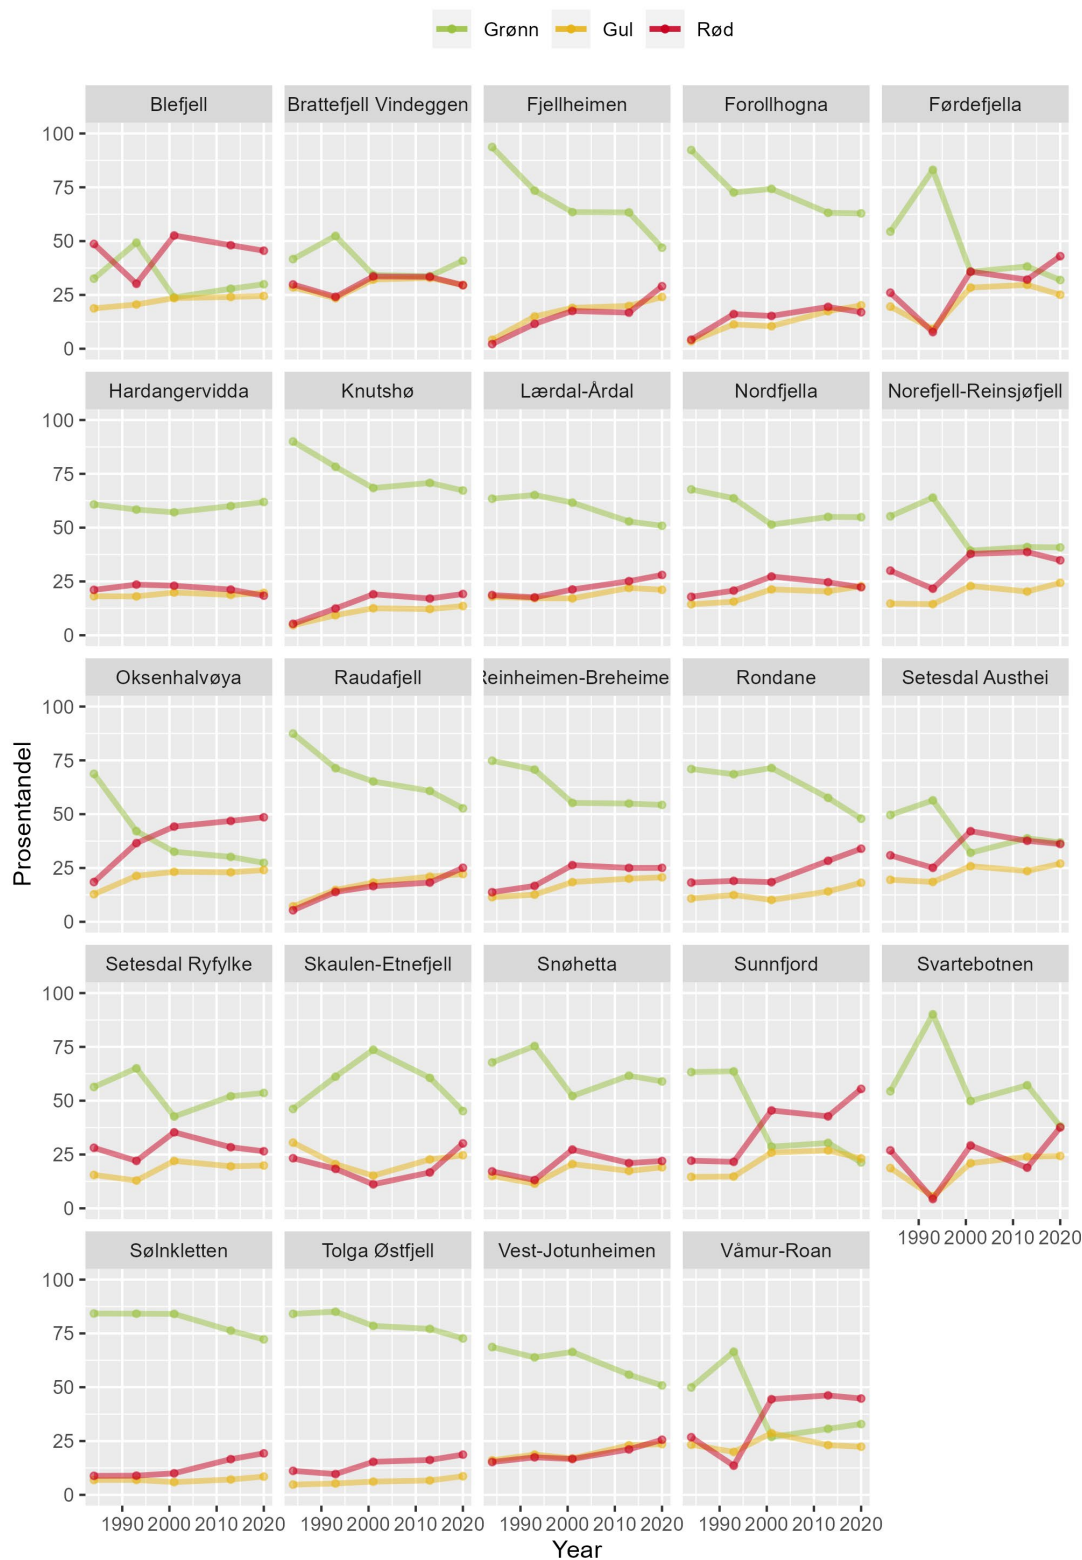 Grønn Gul Rød
Blefjell Brattefjell Vindeggen Fjellheimen Forollhogna Førdefjella
100
75
50
25
0
Hardangervidda Knutshø Lærdal-Årdal Nordfjella Norefjell-Reinsjøfjell
100
75
50
25
0
Oksenhalvøya Raudafjell Reinheimen-Breheime Rondane Setesdal Austhei
100
75
50
25
0
Prosentandel
Setesdal Ryfylke Skaulen-Etnefjell Snøhetta Sunnfjord Svartebotnen
100
75
50
25
0
1990 2000 2010 2020
Sølnkletten Tolga Østfjell Vest-Jotunheimen Våmur-Roan
100
75
50
25
0
1990 2000 2010 2020 1990 2000 2010 2020 1990 2000 2010 2020 1990 2000 2010 2020
Year